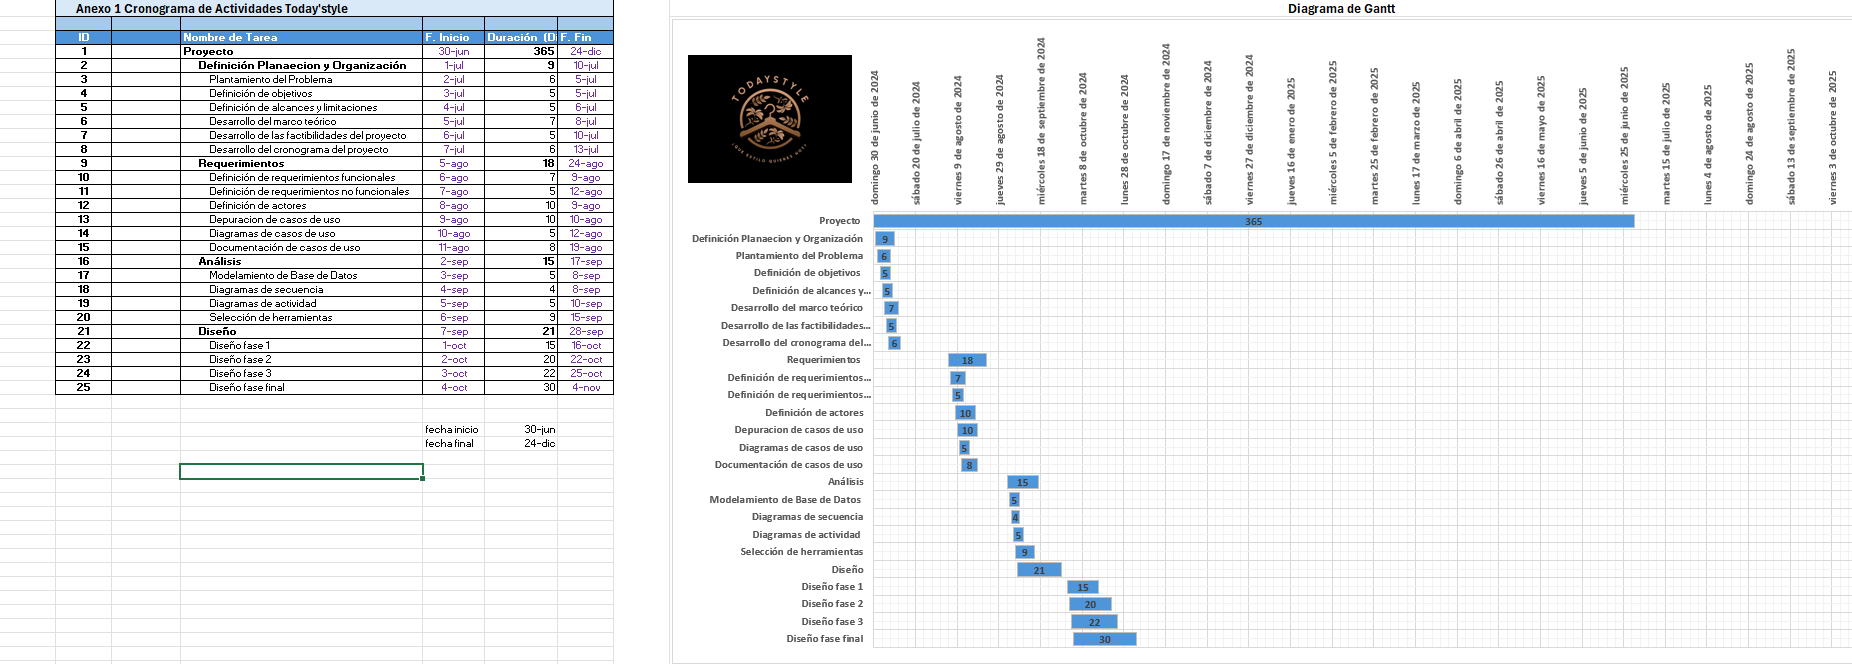 Anexo 1 Cronograma de Actividades Today'style
ID Nombre de Tarea F. Inicio Duración (Di F. Fin
1 Proyecto 30-jun 365 24-dic
2 Definición Planaecion y Organización 1-jul 9 10-jul
3 Plantamiento del Problema 2-jul 6 5-jul
4 Definición de objetivos 3-jul 5 5-jul
5 Definición de alcances y limitaciones 4-jul 5 6-jul
6 Desarrollo del marco teórico 5-jul 7 8-jul
7 Desarrollo de las factibilidades del proyecto 6-jul 5 10-jul
8 Desarrollo del cronograma del proyecto 7-jul 6 13-jul
9 Requerimientos 5-ago 18 24-ago
10 Definición de requerimientos funcionales 6-ago 7 9-ago
11 Definición de requerimientos no funcionales 7-ago 5 12-ago
12 Definición de actores 8-ago 10 9-ago
13 Depuracion de casos de uso 9-ago 10 10-ago
14 Diagramas de casos de uso 10-ago 5 12-ago
15 Documentación de casos de uso 11-ago 8 19-ago
16 Análisis 2-sep 15 17-sep
17 Modelamiento de Base de Datos 3-sep 5 8-sep
18 Diagramas de secuencia 4-sep 4 8-sep
19 Diagramas de actividad 5-sep 5 10-sep
20 Selección de herramientas 6-sep 9 15-sep
21 Diseño 7-sep 21 28-sep
22 Diseño fase 1 1-oct 15 16-oct
23 Diseño fase 2 2-oct 20 22-oct
24 Diseño fase 3 3-oct 22 25-oct
25 Diseño fase final 4-oct 30 4-nov
fecha inicio 30-jun
fecha final 24-dic
Diagrama de Gantt
TODAYSTYLE
¿QUE ESTILO QUIERES HOY?
domingo 30 de junio de 2024
sábado 20 de julio de 2024
viernes 9 de agosto de 2024
jueves 29 de agosto de 2024
miércoles 18 de septiembre de 2024
martes 8 de octubre de 2024
lunes 28 de octubre de 2024
domingo 17 de noviembre de 2024
sábado 7 de diciembre de 2024
viernes 27 de diciembre de 2024
jueves 16 de enero de 2025
miércoles 5 de febrero de 2025
martes 25 de febrero de 2025
lunes 17 de marzo de 2025
domingo 6 de abril de 2025
sábado 26 de abril de 2025
viernes 16 de mayo de 2025
jueves 5 de junio de 2025
miércoles 25 de junio de 2025
martes 15 de julio de 2025
lunes 4 de agosto de 2025
domingo 24 de agosto de 2025
sábado 13 de septiembre de 2025
viernes 3 de octubre de 2025
Proyecto 365
Definición Planaecion y Organización 9
Plantamiento del Problema 6
Definición de objetivos 5
Definición de alcances y... 5
Desarrollo del marco teórico 7
Desarrollo de las factibilidades... 5
Desarrollo del cronograma del... 6
Requerimientos 18
Definición de requerimientos... 7
Definición de requerimientos... 5
Definición de actores 10
Depuracion de casos de uso 10
Diagramas de casos de uso 5
Documentación de casos de uso 8
Análisis 15
Modelamiento de Base de Datos 5
Diagramas de secuencia 4
Diagramas de actividad 5
Selección de herramientas 9
Diseño 21
Diseño fase 1 15
Diseño fase 2 20
Diseño fase 3 22
Diseño fase final 30